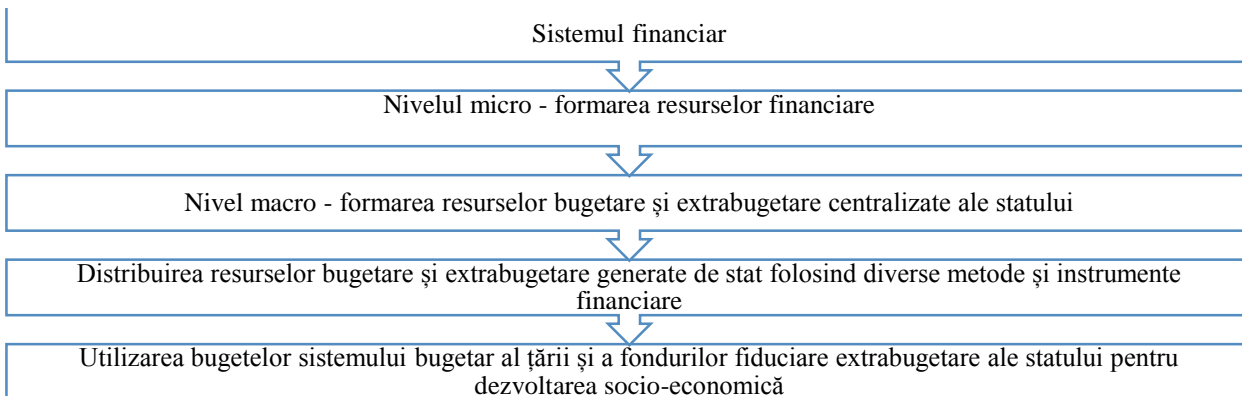 Sistemul financiar
Nivelul micro - formarea resurselor financiare
Nivel macro - formarea resurselor bugetare și extrabugetare centralizate ale statului
Distribuirea resurselor bugetare și extrabugetare generate de stat folosind diverse metode și instrumente
financiare
Utilizarea bugetelor sistemului bugetar al țării și a fondurilor fiduciare extrabugetare ale statului pentru
dezvoltarea socio-economică